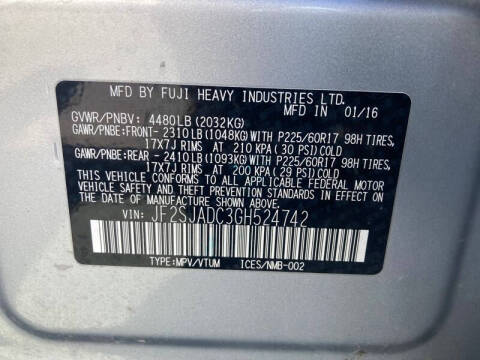 MFD BY FUJI HEAVY INDUSTRIES LTD.
MFD IN 01/16
GVWR/PNBV: 4480LB(2032KG)
GAWR/PNBE:FRONT- 2310LB(1048KG)WITH P225/60R17 98H TIRES,
17X7J RIMS AT 210 KPA(30 PSI)COLD
GAWR/PNBE:REAR - 2410LB(1093KG)WITH P225/60R17 98H TIRES,
17X7J RIMS AT 200 KPA(29 PSI)COLD
THIS VEHICLE CONFORMS TO ALL APPLICABLE FEDERAL MOTOR
VEHICLE SAFETY AND THEFT PREVENTION STANDARDS IN EFFECT ON
THE DATE OF MANUFACTURE SHOWN ABOVE.
VIN: JF2SJADC3GH524742
TYPE:MPV/VTUM ICES/NMB-002